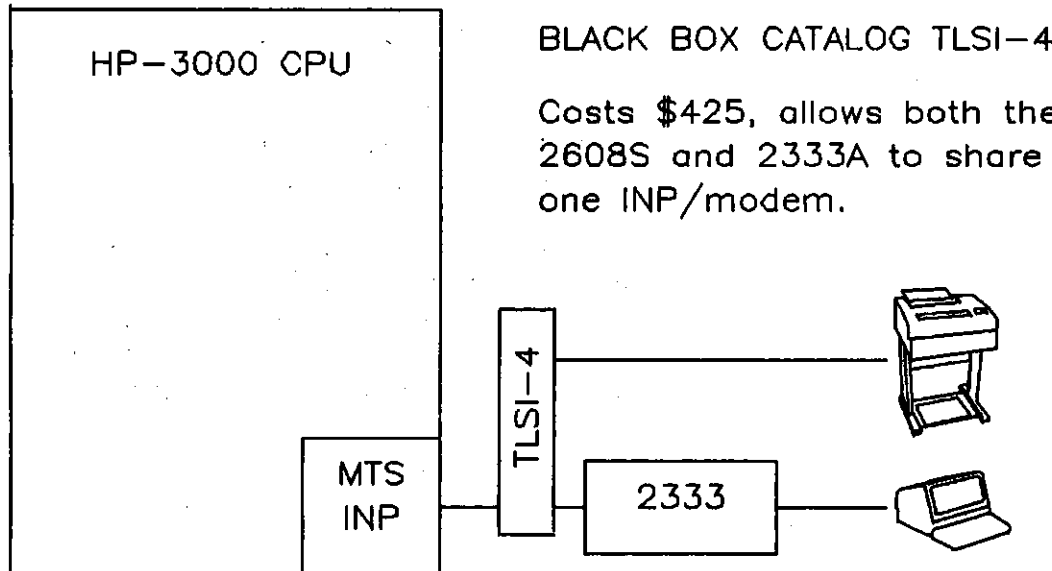 BLACK BOX CATALOG TLSI-4
HP-3000 CPU
Costs $425, allows both the
2608S and 2333A to share
one INP/modem.
TLSI-4
MTS
INP
2333